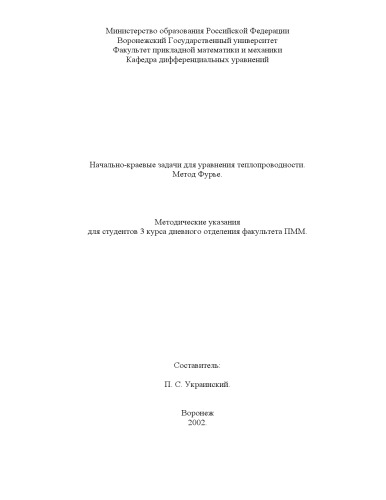 Министерство образования Российской Федерации
Воронежский Государственный университет
Факультет прикладной математики и механики
Кафедра дифференциальных уравнений
Начально-краевые задачи для уравнения теплопроводности.
Метод Фурье.
Методические указания
для студентов 3 курса дневного отделения факультета ПММ.
Составитель:
П. С. Украинский.
Воронеж
2002.